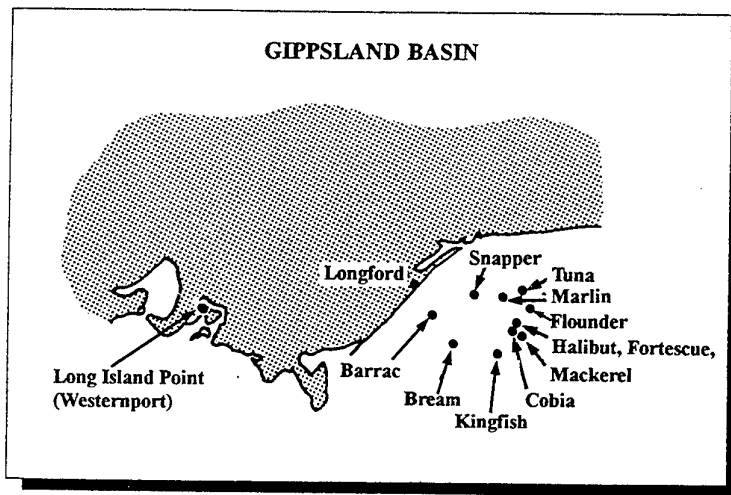 GIPPSLAND BASIN
Snapper
Longford
Tuna
Marlin
Flounder
Halibut, Fortescue,
Mackerel
Cobia
Kingfish
Bream
Barrac
Long Island Point
(Westernport)